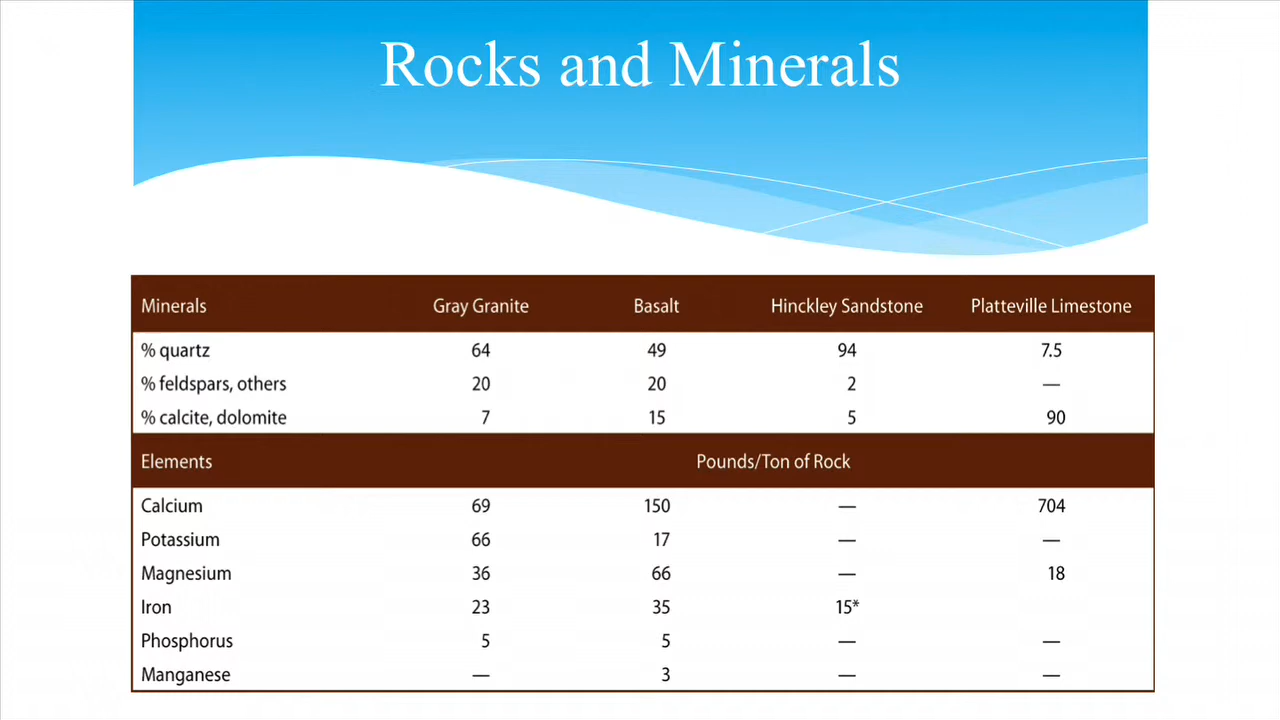 Rocks and Minerals
Minerals Gray Granite Basalt Hinckley Sandstone Platteville Limestone
% quartz 64 49 94 7.5
% feldspars, others 20 20 2 —
% calcite, dolomite 7 15 5 90
Elements Pounds/Ton of Rock
Calcium 69 150 — 704
Potassium 66 17 — —
Magnesium 36 66 — 18
Iron 23 35 15*
Phosphorus 5 5 — —
Manganese — 3 — —